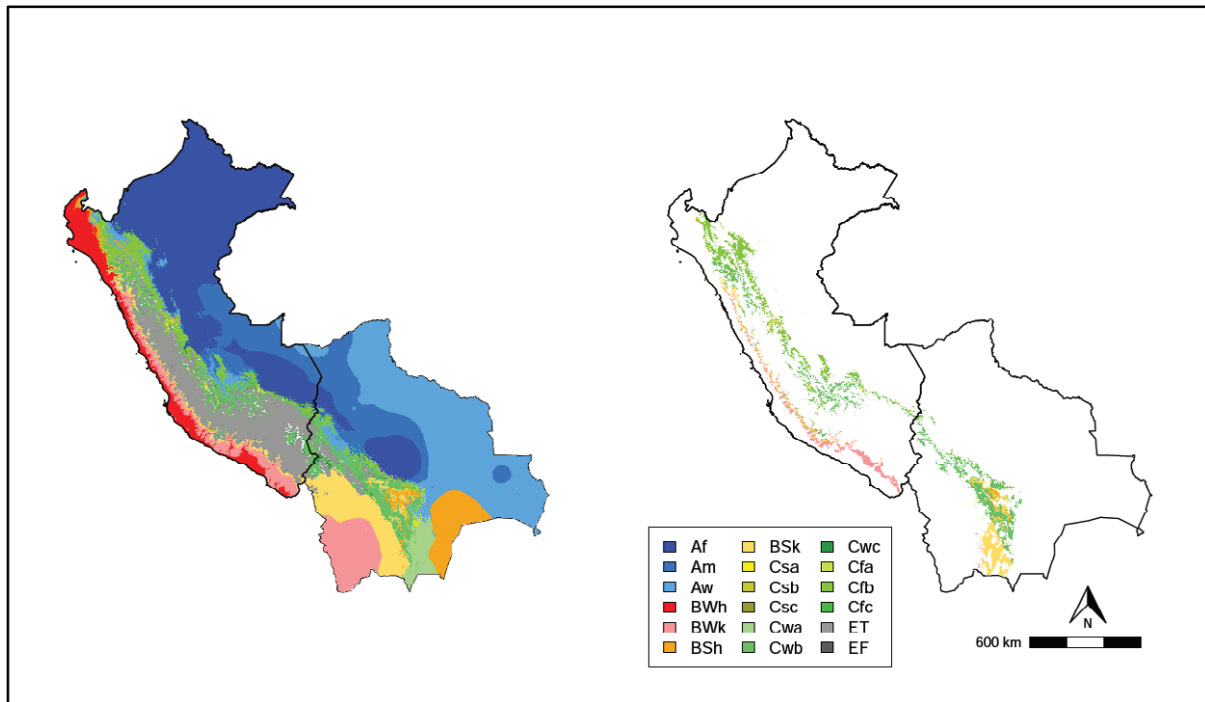 Af
Am
Aw
BWh
BWk
BSh
BSk
Csa
Csb
Csc
Cwa
Cwb
Cwc
Cfa
Cfb
Cfc
ET
EF
N
600 km